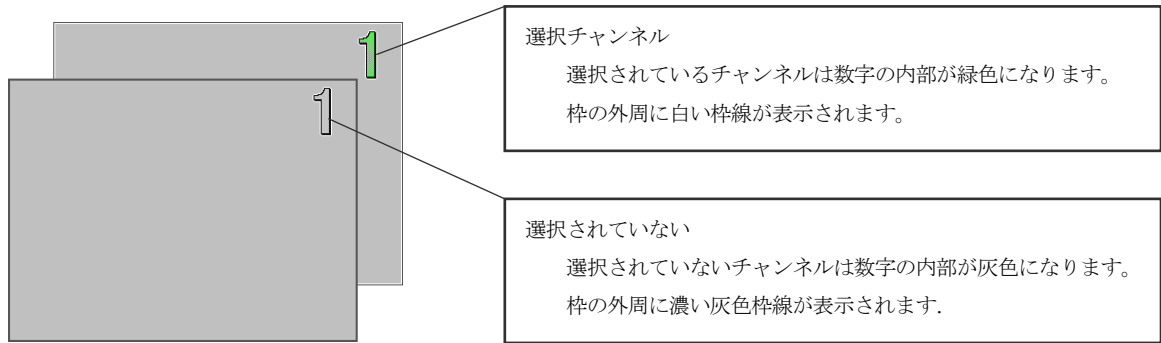 1
1
選択チャンネル
選択されているチャンネルは数字の内部が緑色になります。
枠の外周に白い枠線が表示されます。
選択されていない
選択されていないチャンネルは数字の内部が灰色になります。
枠の外周に濃い灰色枠線が表示されます.